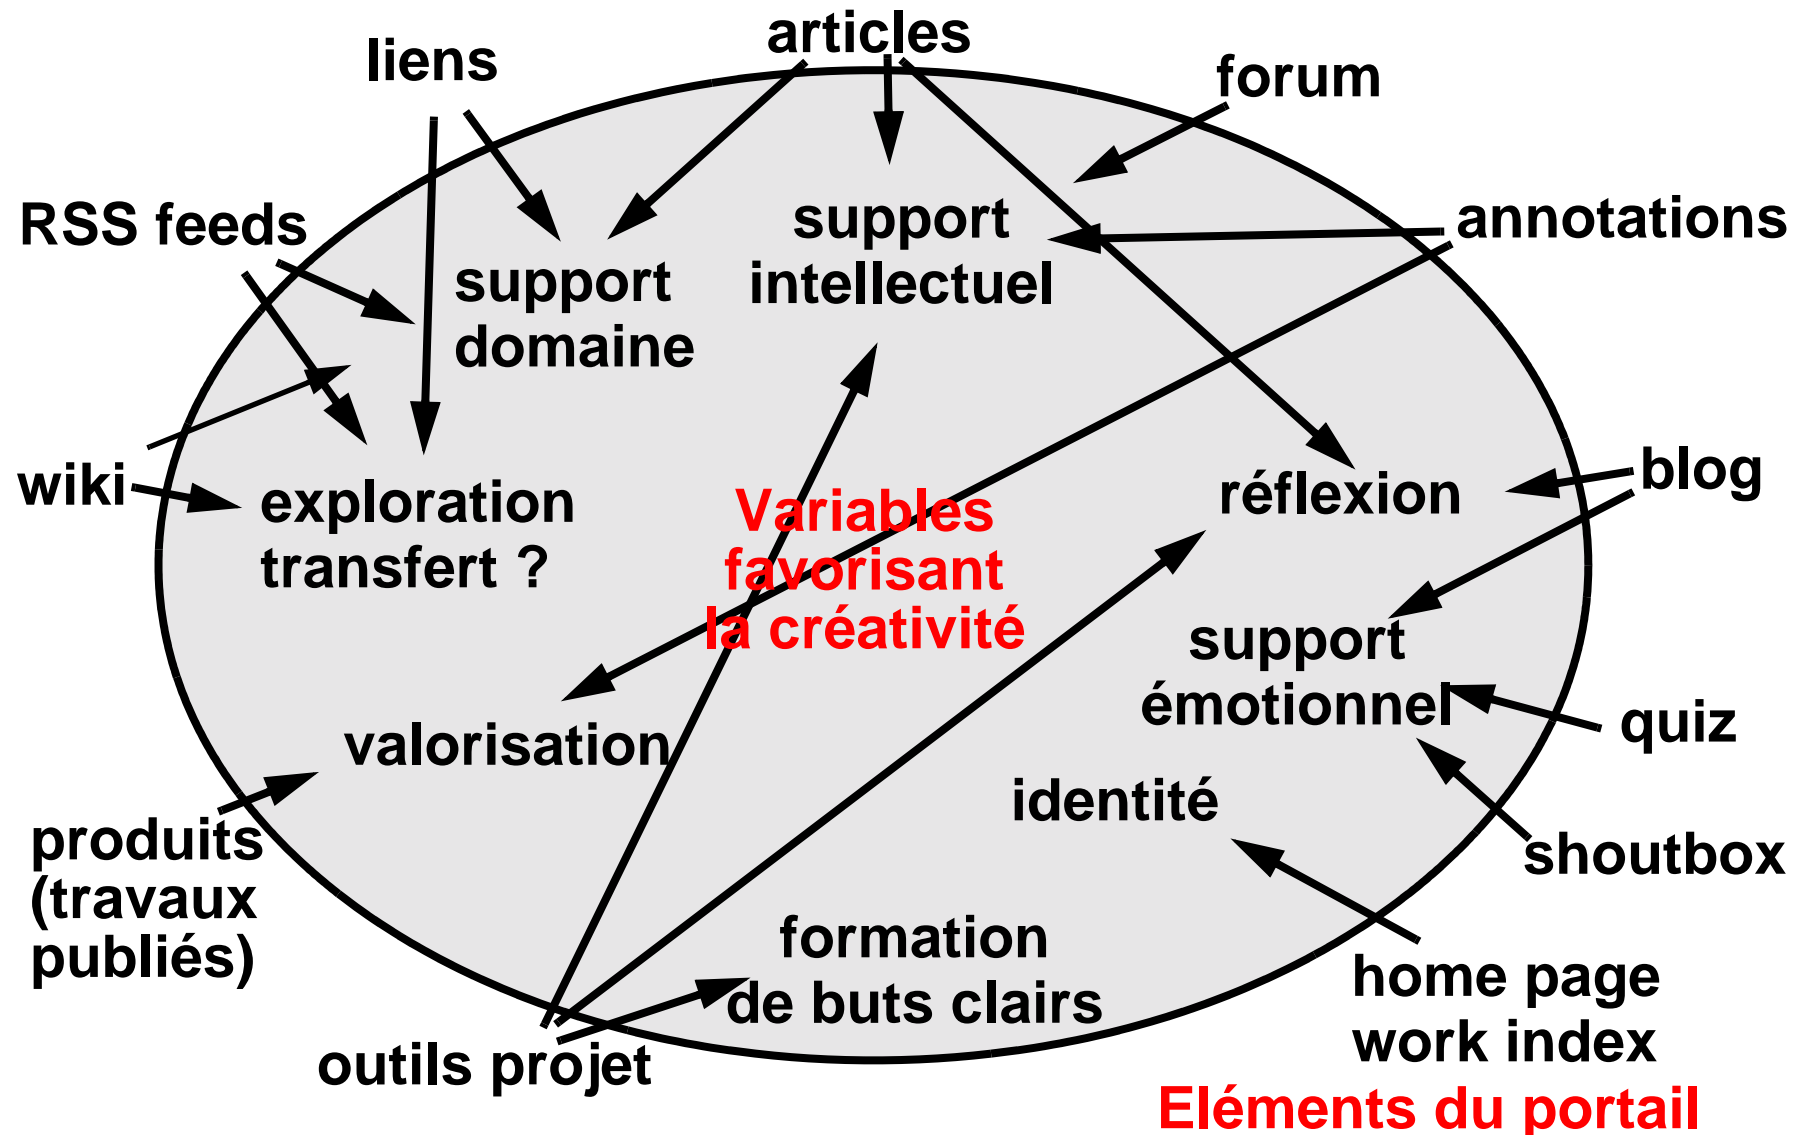 articles
liens
forum
RSS feeds
annotations
support
intellectuel
support
domaine
wiki
exploration
transfert ?
Variables
favorisant
la créativité
réflexion
blog
support
émotionnel
quiz
valorisation
identité
shoutbox
produits
(travaux
publiés)
formation
de buts clairs
home page
work index
outils projet
Eléments du portail